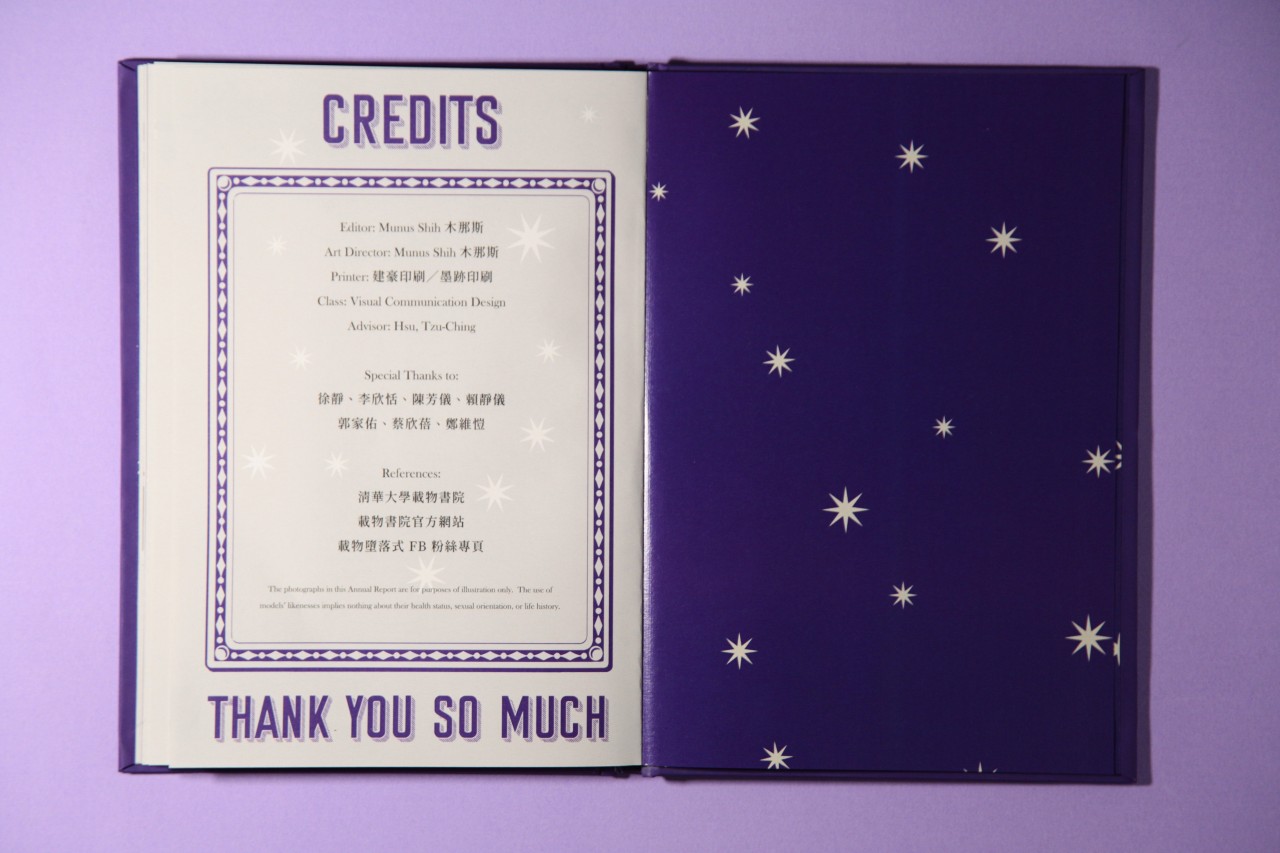 CREDITS
Editor: Munus Shih 木那斯
Art Director: Munus Shih 木那斯
Printer: 建豪印刷／墨跡印刷
Class: Visual Communication Design
Advisor: Hsu, Tzu-Ching
Special Thanks to:
徐靜、李欣恬、陳芳儀、賴靜儀
郭家佑、蔡欣蓓、鄭維愷
References:
清華大學載物書院
載物書院官方網站
載物墮落式 FB 粉絲專頁
The photographs in this Annual Report are for purposes of illustration only. The use of
models' likenesses implies nothing about their health status, sexual orientation, or life history.
THANK YOU SO MUCH